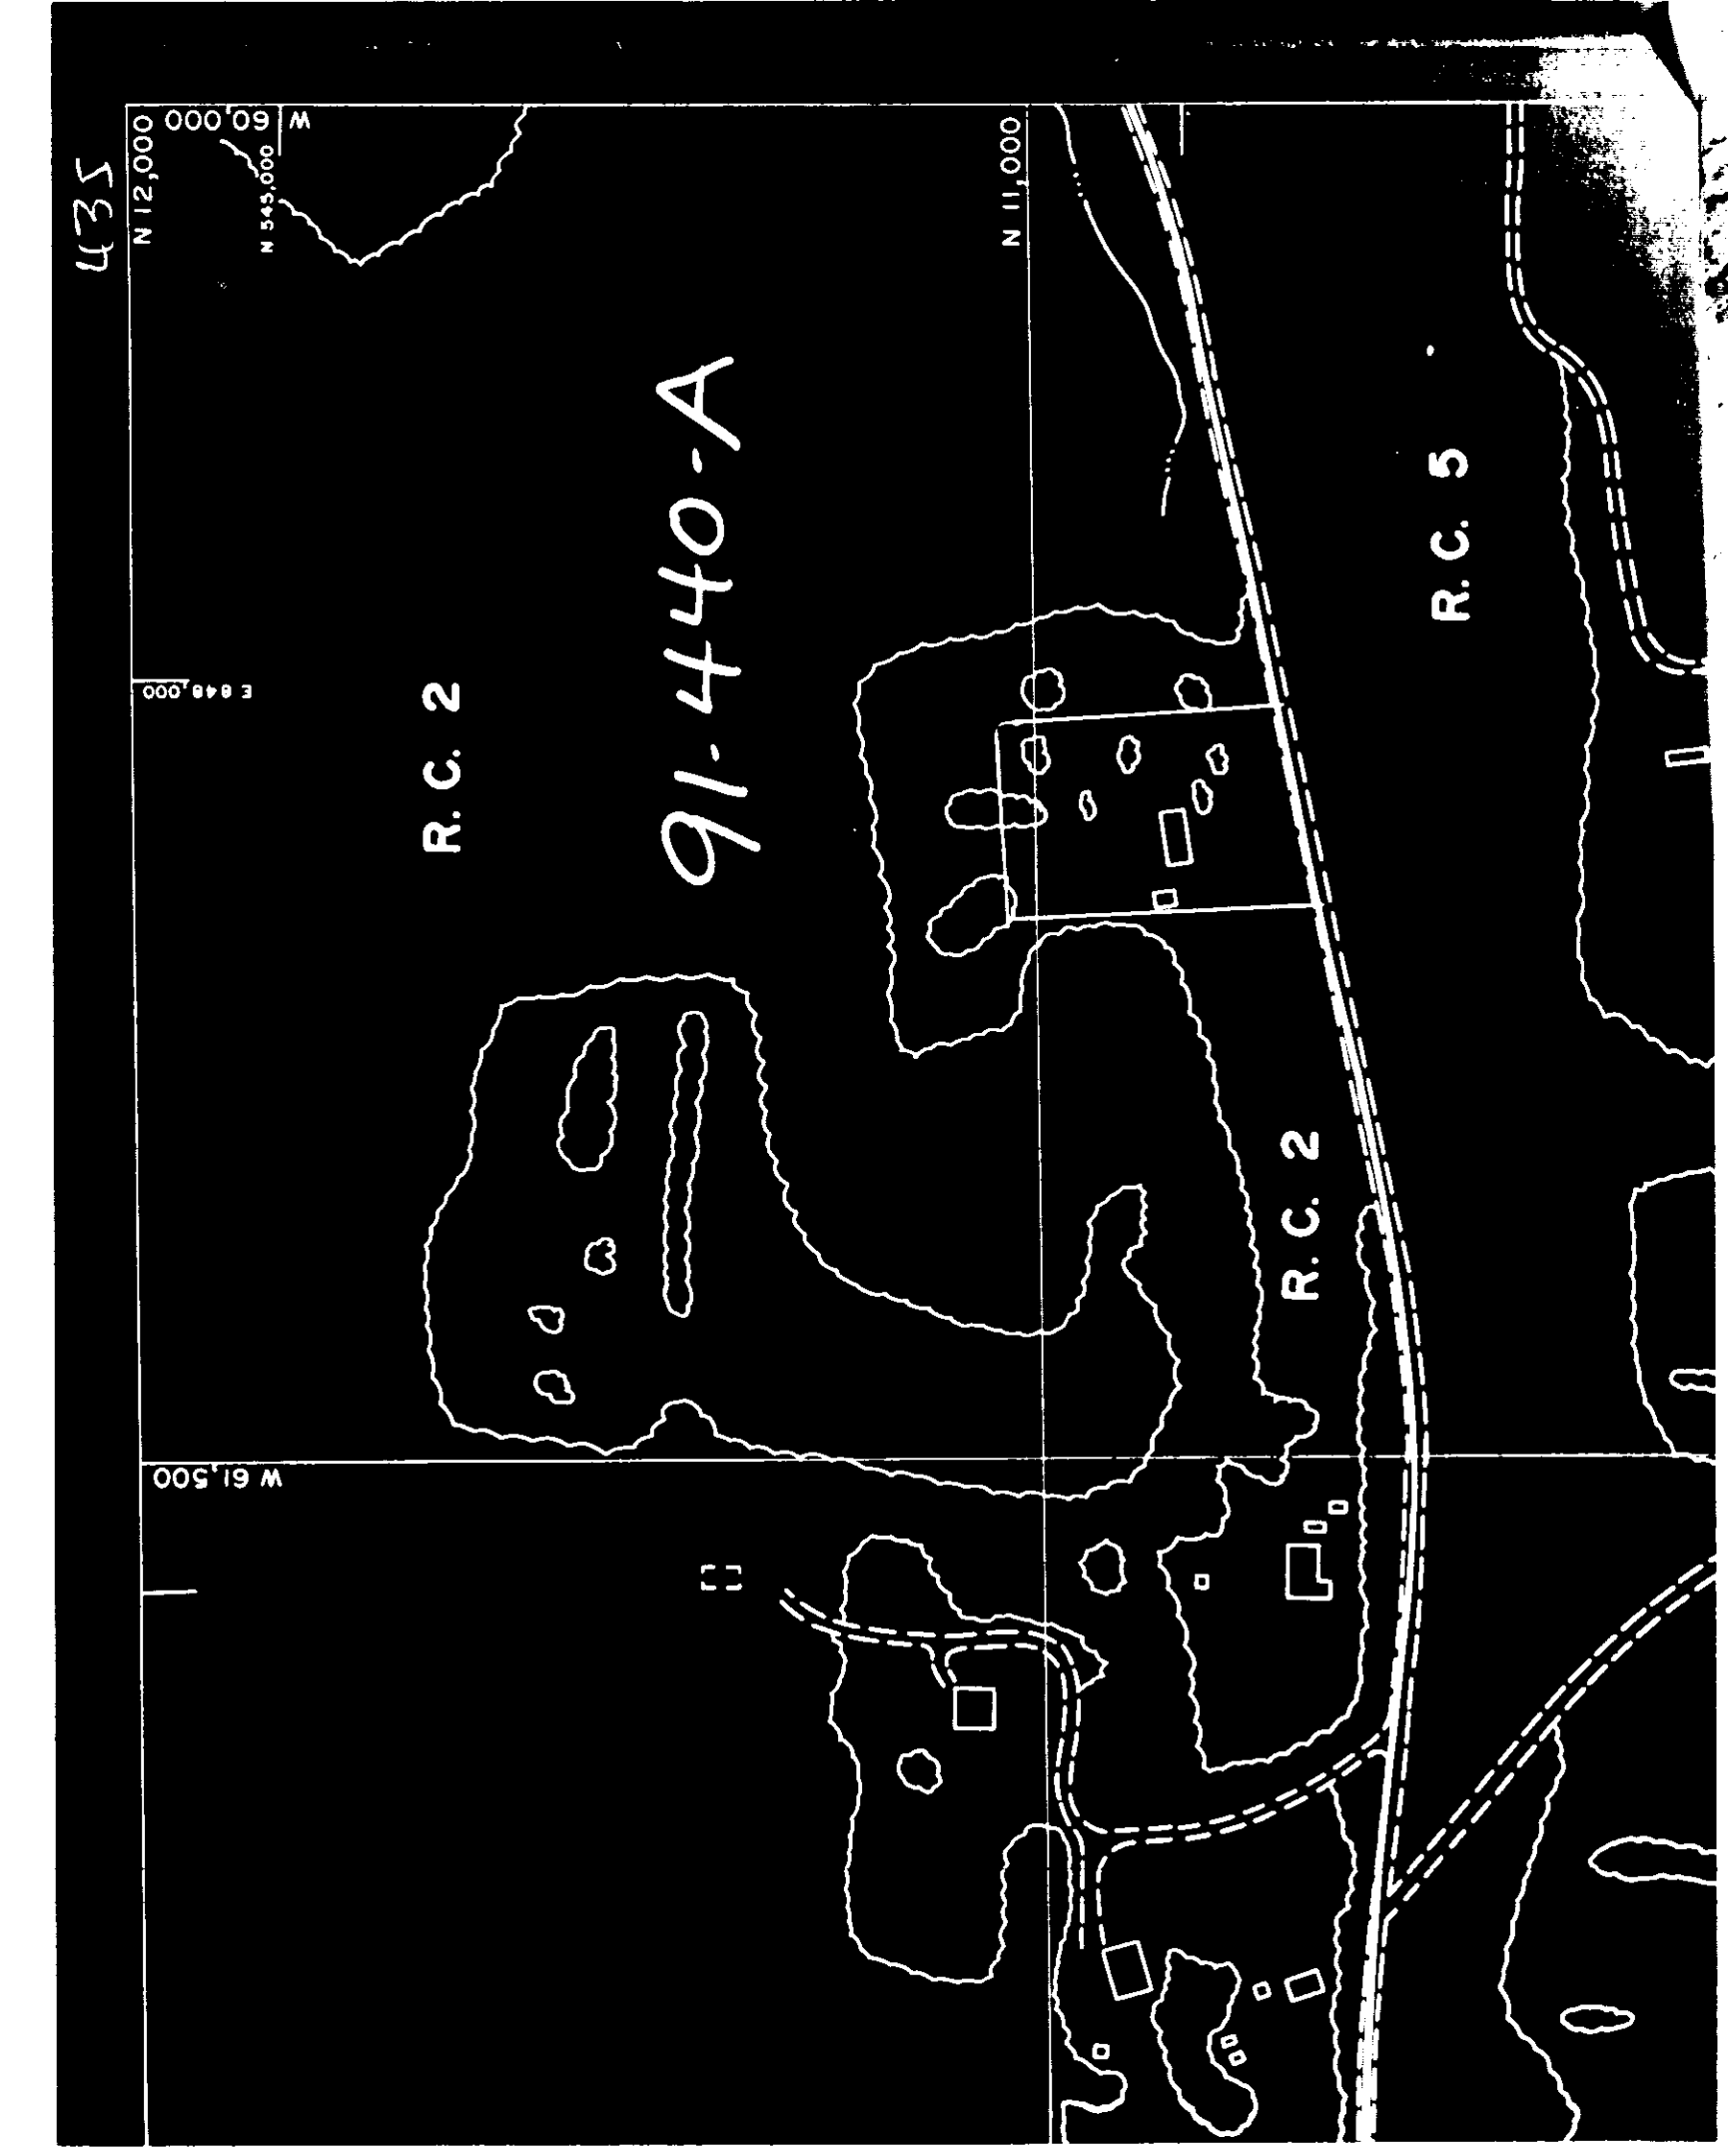 435
N 12,000
W 60,000
N 545,000
N 11,000
E 848,000
R. C. 2
91-440-A
R. C. 5
R. C. 2
W 61,500